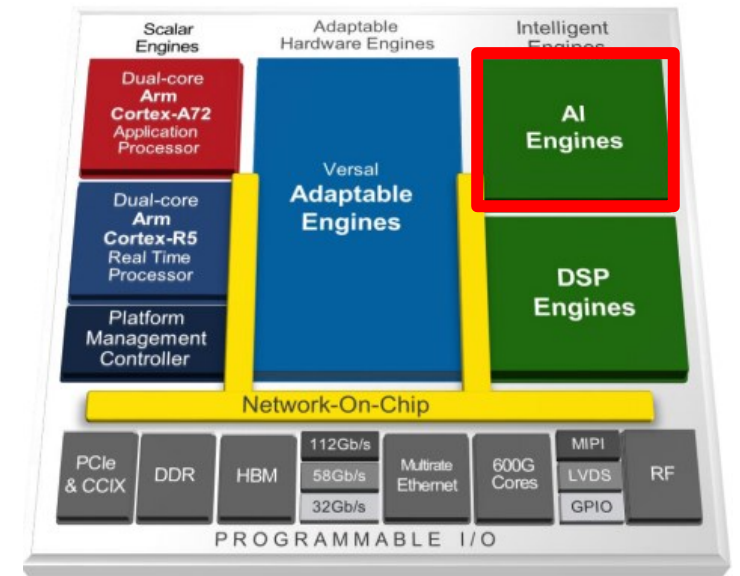 Scalar
Engines
Adaptable
Hardware Engines
Intelligent
Engines
Dual-core
Arm
Cortex-A72
Application
Processor
Dual-core
Arm
Cortex-R5
Real Time
Processor
Platform
Management
Controller
Versal
Adaptable
Engines
AI
Engines
DSP
Engines
Network-On-Chip
PCIe
& CCIX
DDR
HBM
112Gb/s
58Gb/s
32Gb/s
Multirate
Ethernet
600G
Cores
MIPI
LVDS
GPIO
RF
PROGRAMMABLE I/O